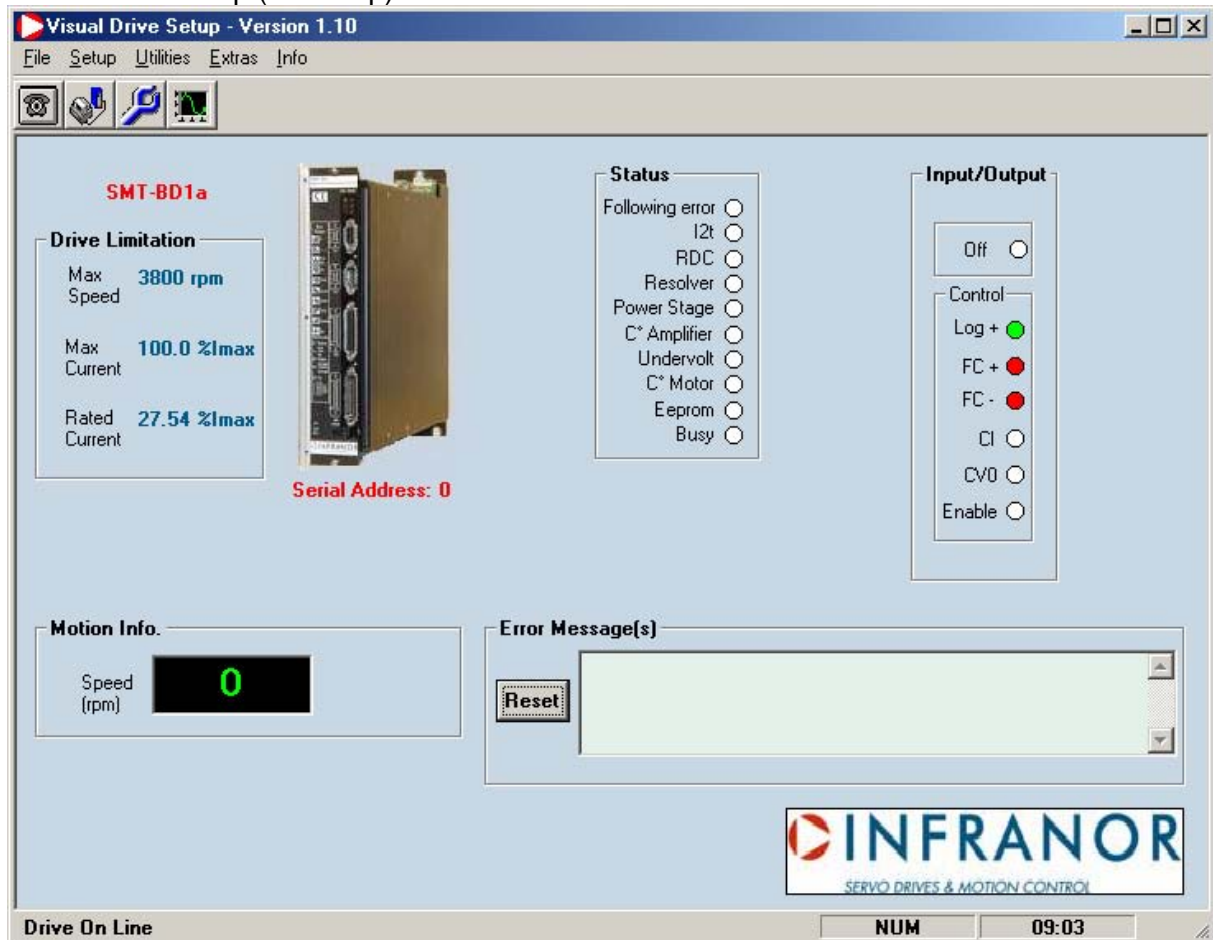 Visual Drive Setup - Version 1.10
File Setup Utilities Extras Info
SMT-BD1a
Drive Limitation
Max Speed 3800 rpm
Max Current 100.0 %Imax
Rated Current 27.54 %Imax
INFRANOR
Serial Address: 0
Status
Following error
I2t
RDC
Resolver
Power Stage
C° Amplifier
Undervolt
C° Motor
Eeprom
Busy
Input/Output
Off
Control
Log +
FC +
FC -
CI
CV0
Enable
Motion Info.
Speed (rpm) 0
Error Message(s)
Reset
INFRANOR
SERVO DRIVES & MOTION CONTROL
Drive On Line
NUM
09:03